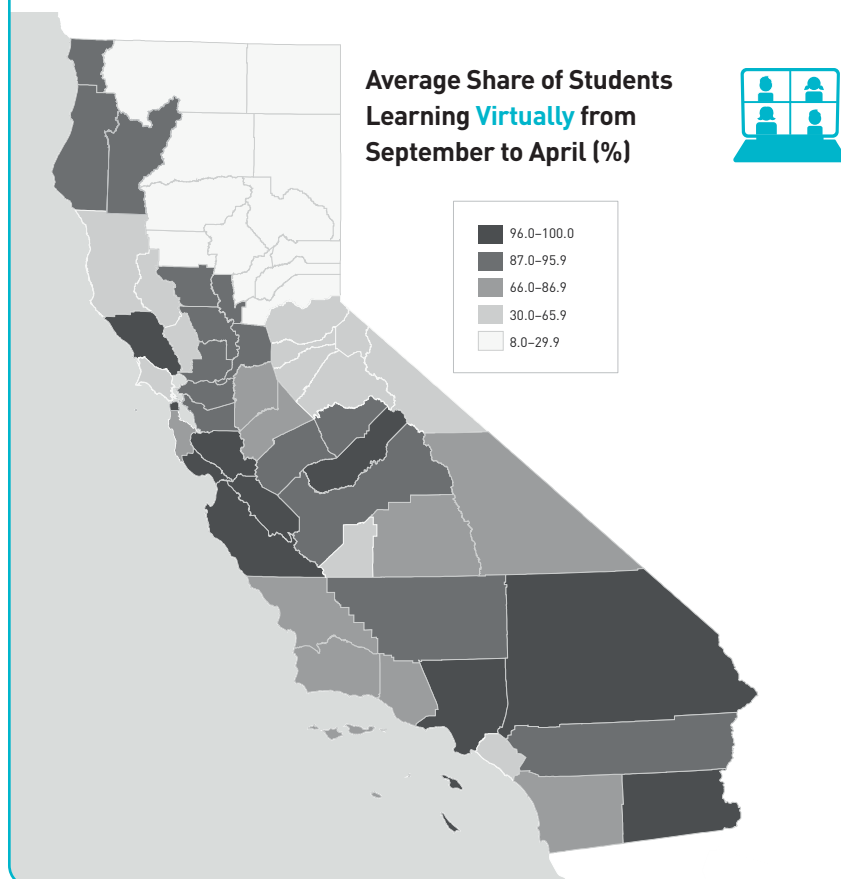 Average Share of Students
Learning Virtually from
September to April (%)
96.0–100.0
87.0–95.9
66.0–86.9
30.0–65.9
8.0–29.9